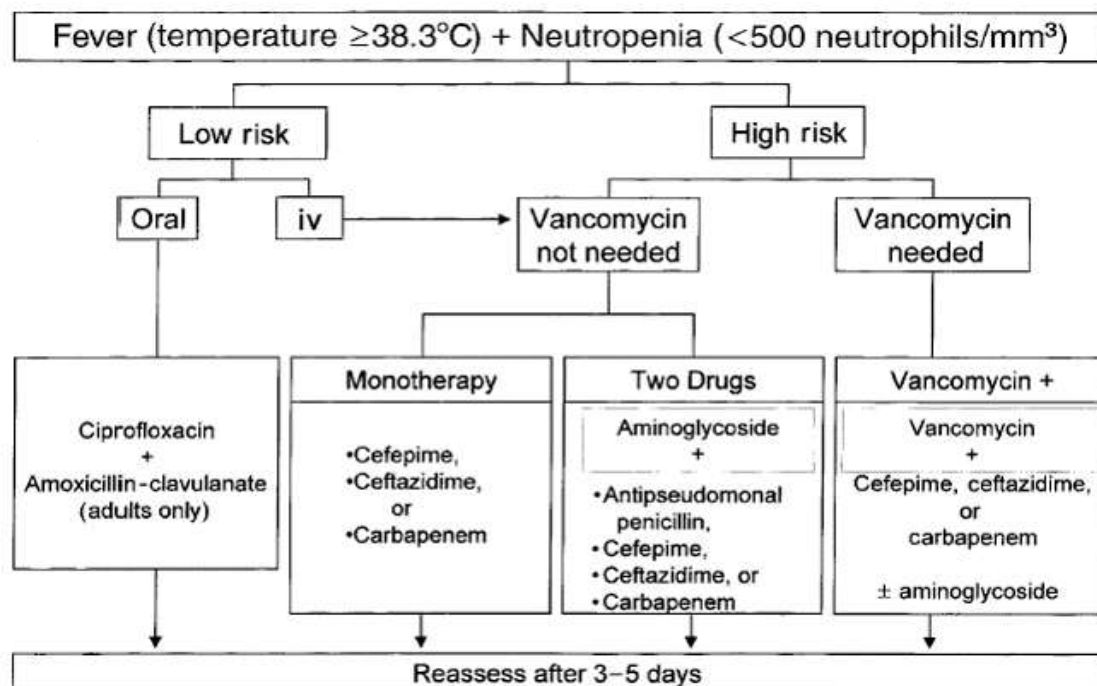 Fever (temperature ≥38.3°C) + Neutropenia (<500 neutrophils/mm³)
Low risk
High risk
Oral
iv
Vancomycin
not needed
Vancomycin
needed
Ciprofloxacin
+
Amoxicillin-clavulanate
(adults only)
Monotherapy
•Cefepime,
•Ceftazidime,
or
•Carbapenem
Two Drugs
Aminoglycoside
+
•Antipseudomonal
penicillin,
•Cefepime,
•Ceftazidime, or
•Carbapenem
Vancomycin +
Vancomycin
+
Cefepime, ceftazidime,
or
carbapenem
± aminoglycoside
Reassess after 3–5 days